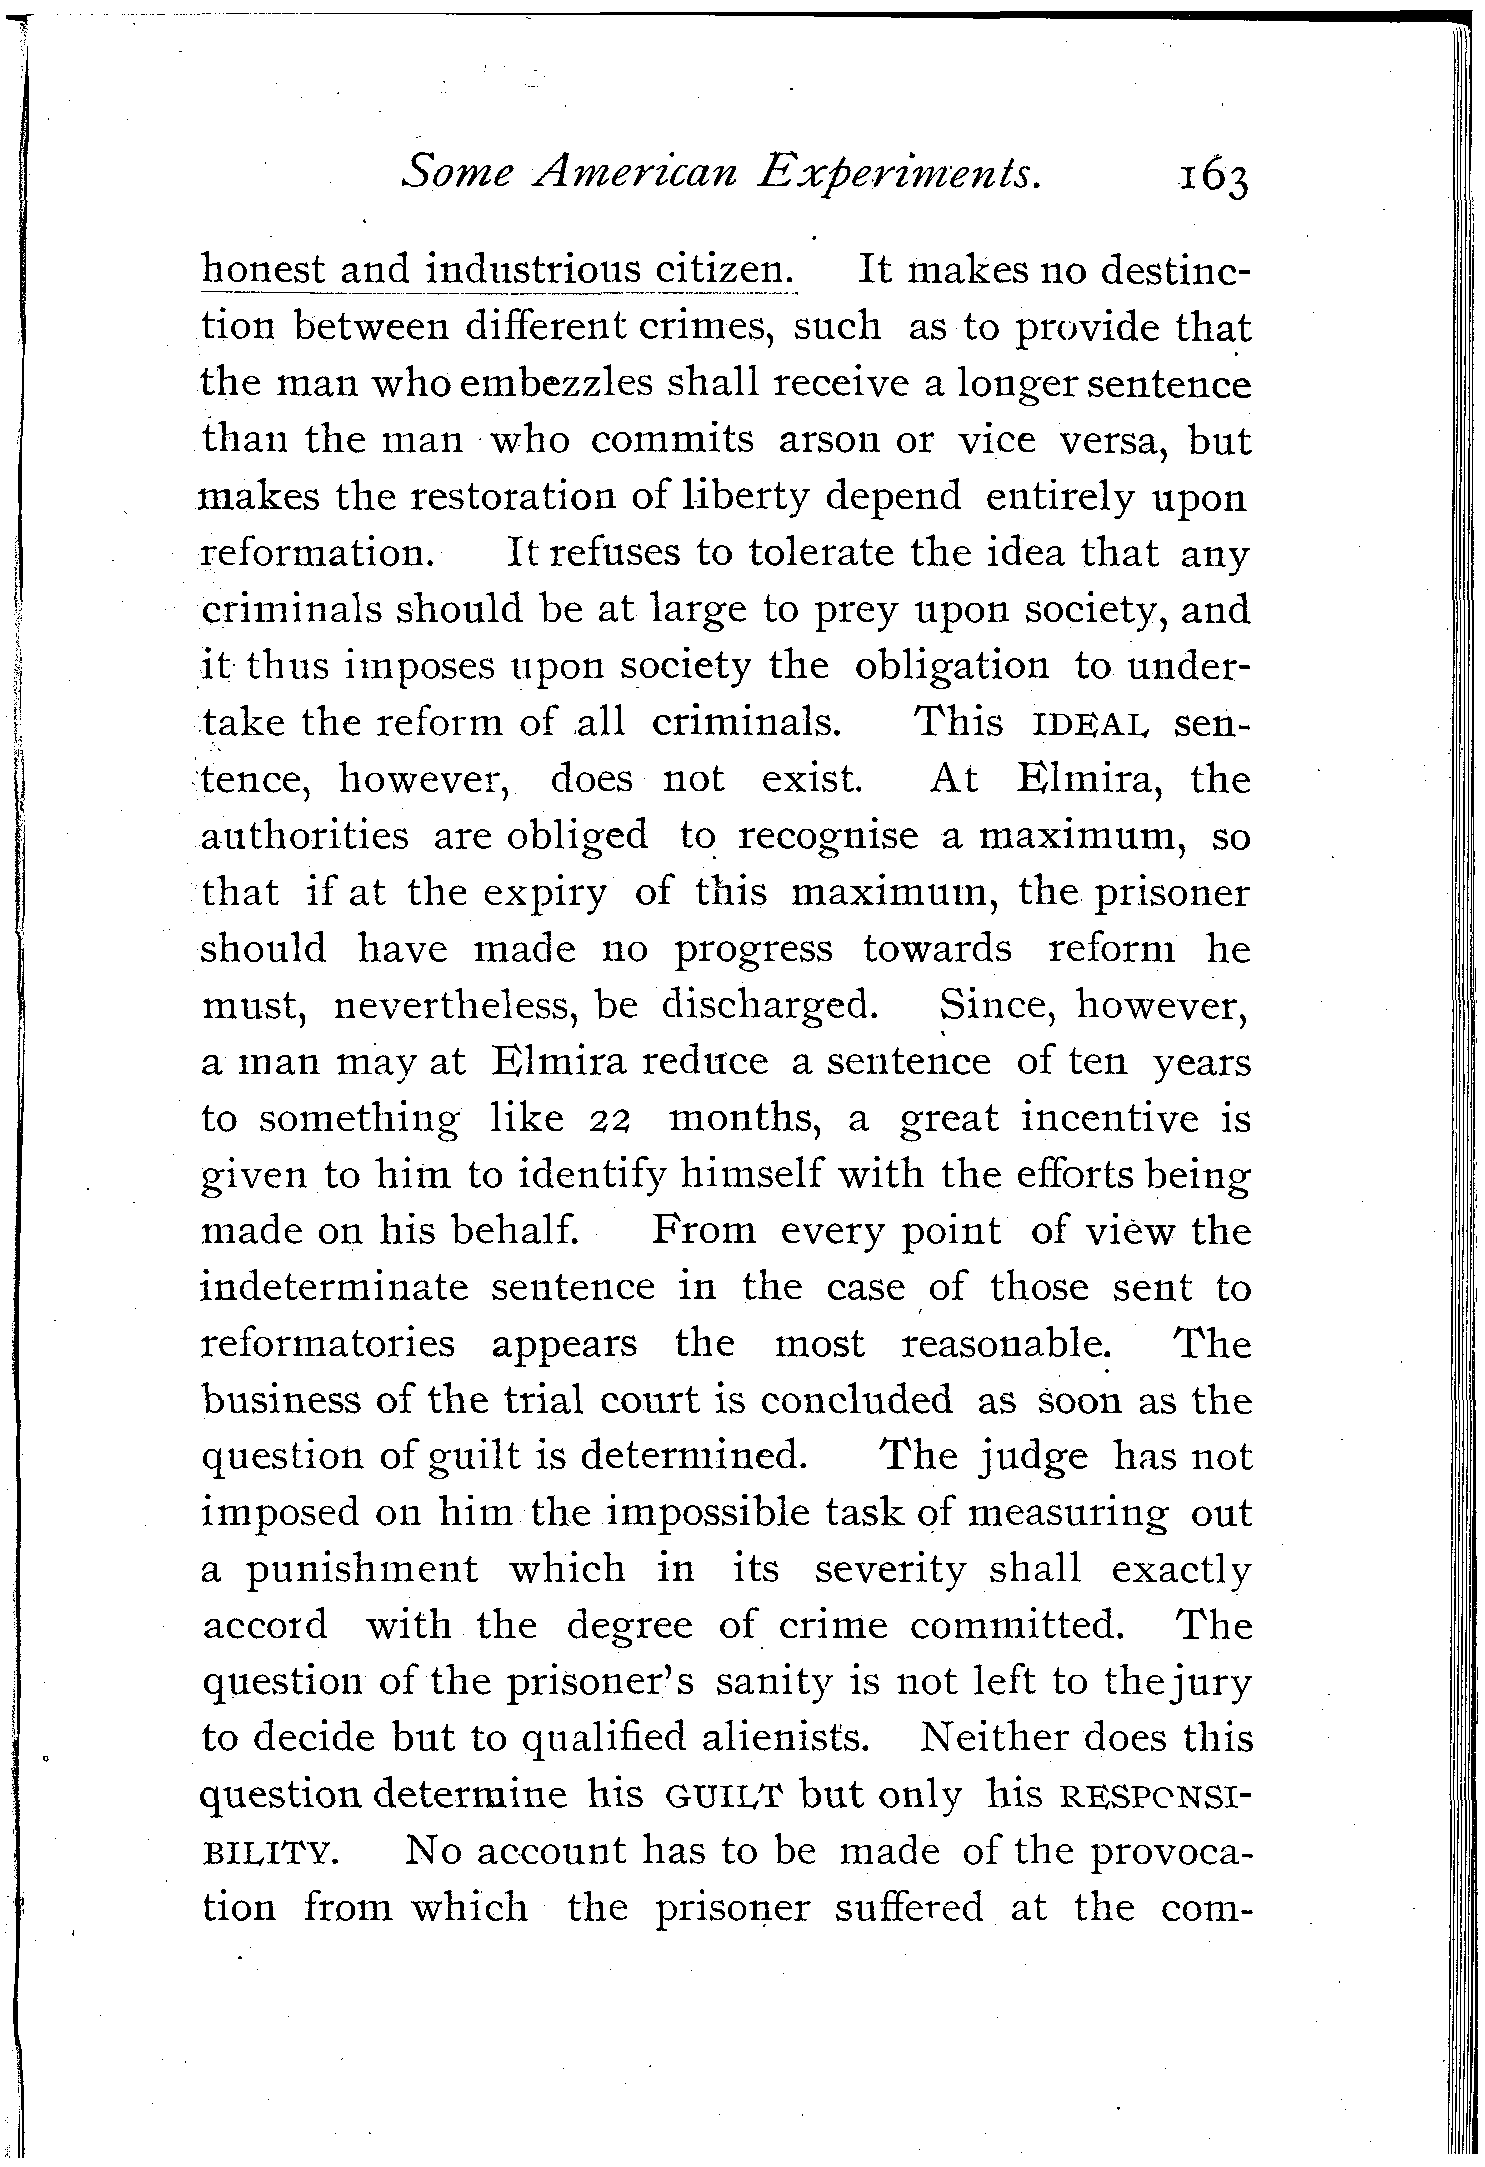 Some American Experiments. 163
honest and industrious citizen. It makes no destinc-
tion between different crimes, such as to provide that
the man who embezzles shall receive a longer sentence
than the man who commits arson or vice versa, but
makes the restoration of liberty depend entirely upon
reformation. It refuses to tolerate the idea that any
criminals should be at large to prey upon society, and
it thus imposes upon society the obligation to under-
take the reform of all criminals. This IDEAL sen-
tence, however, does not exist. At Elmira, the
authorities are obliged to recognise a maximum, so
that if at the expiry of this maximum, the prisoner
should have made no progress towards reform he
must, nevertheless, be discharged. Since, however,
a man may at Elmira reduce a sentence of ten years
to something like 22 months, a great incentive is
given to him to identify himself with the efforts being
made on his behalf. From every point of view the
indeterminate sentence in the case of those sent to
reformatories appears the most reasonable. The
business of the trial court is concluded as soon as the
question of guilt is determined. The judge has not
imposed on him the impossible task of measuring out
a punishment which in its severity shall exactly
accord with the degree of crime committed. The
question of the prisoner's sanity is not left to thejury
to decide but to qualified alienists. Neither does this
question determine his GUILT but only his RESPONSI-
BILITY. No account has to be made of the provoca-
tion from which the prisoner suffered at the com-